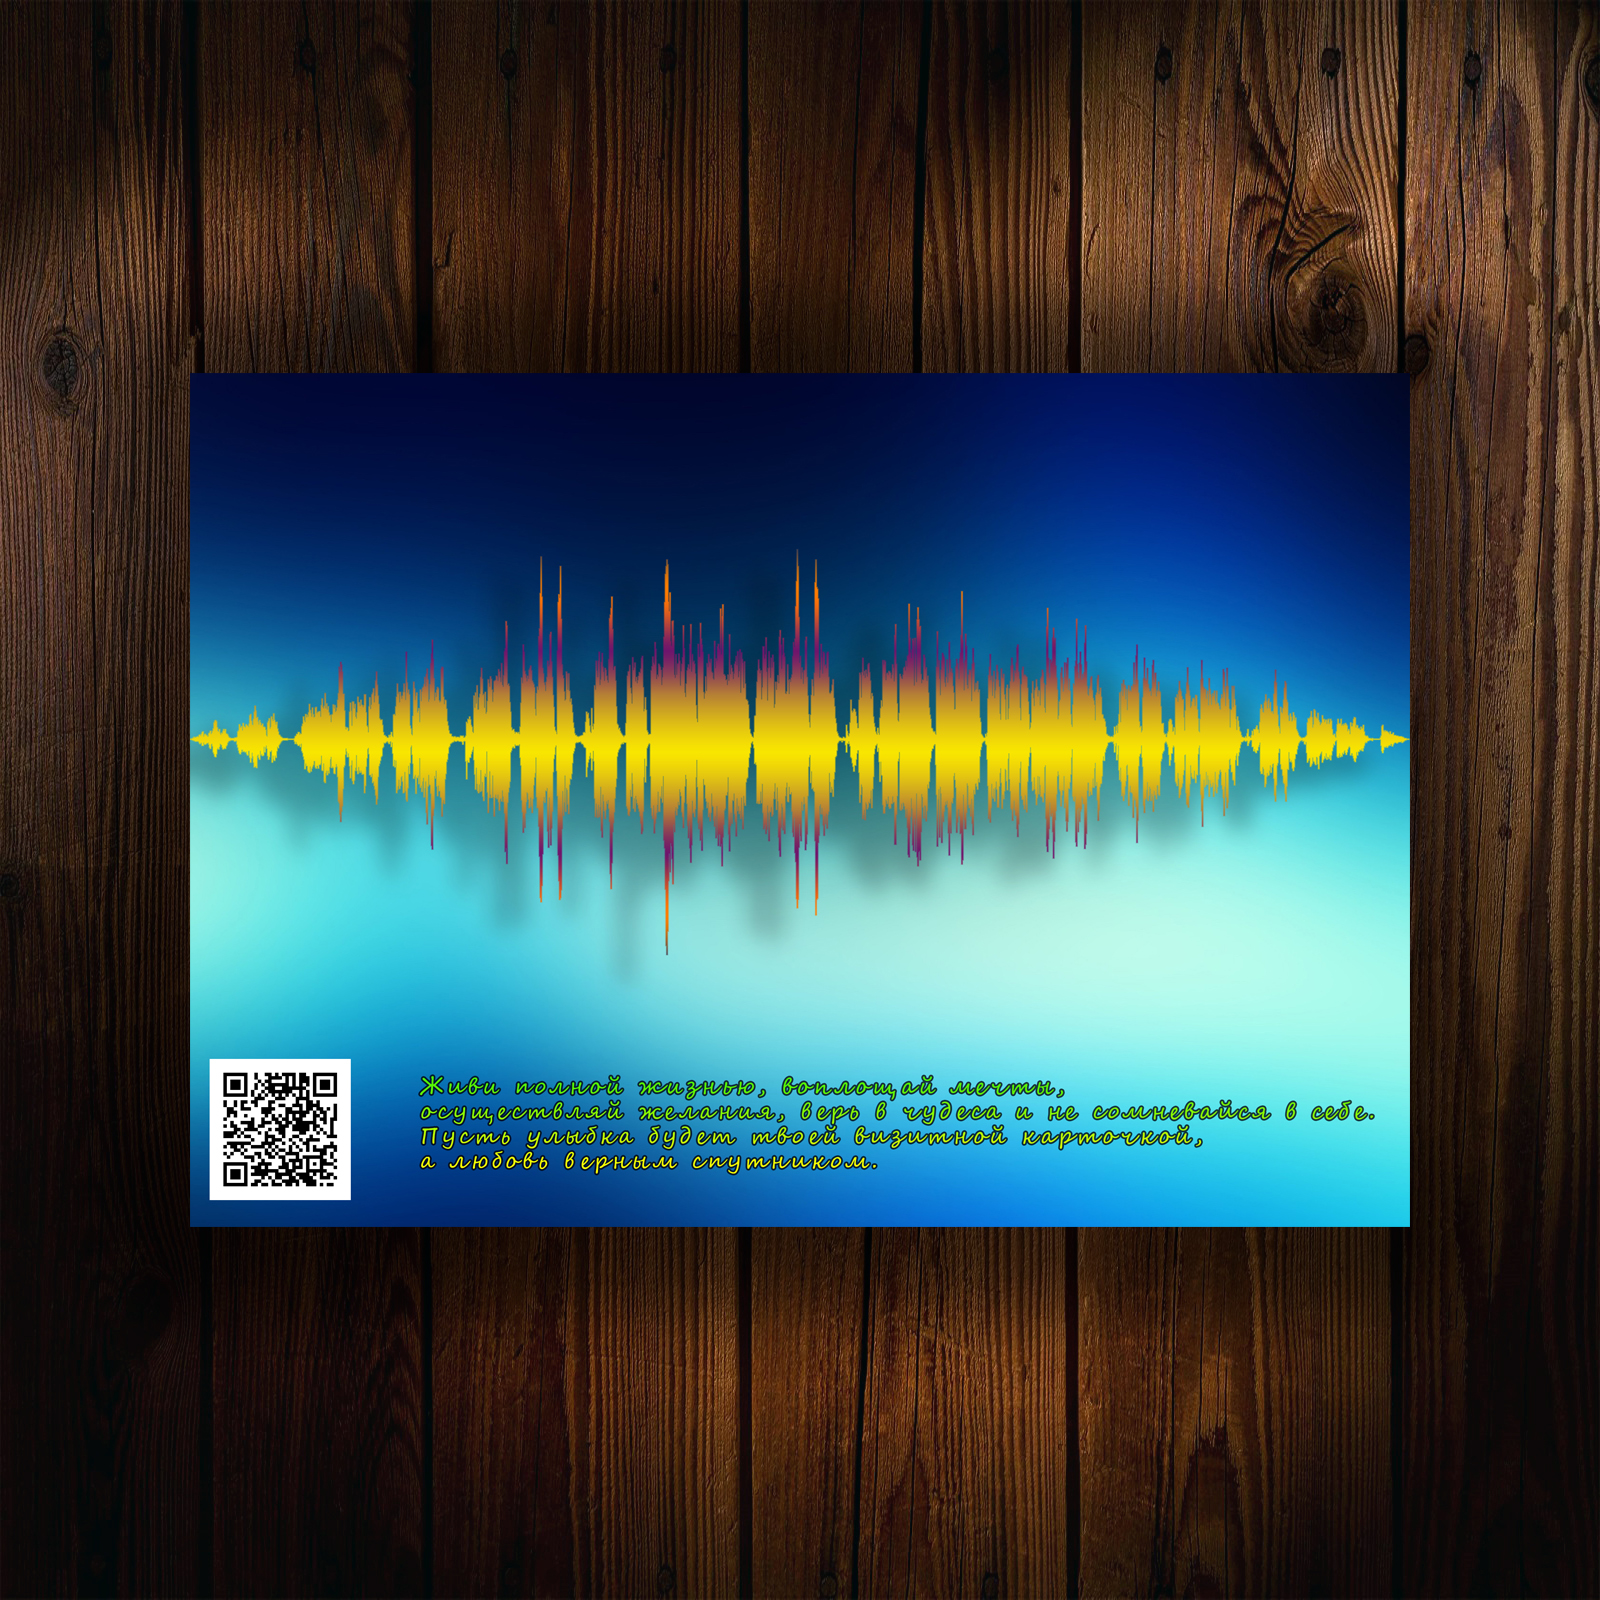 Живи полной жизнью, воплощай мечты,
осуществляй желания, верь в чудеса и не сомневайся в себе.
Пусть улыбка будет твоей визитной карточкой,
а любовь верным спутником.